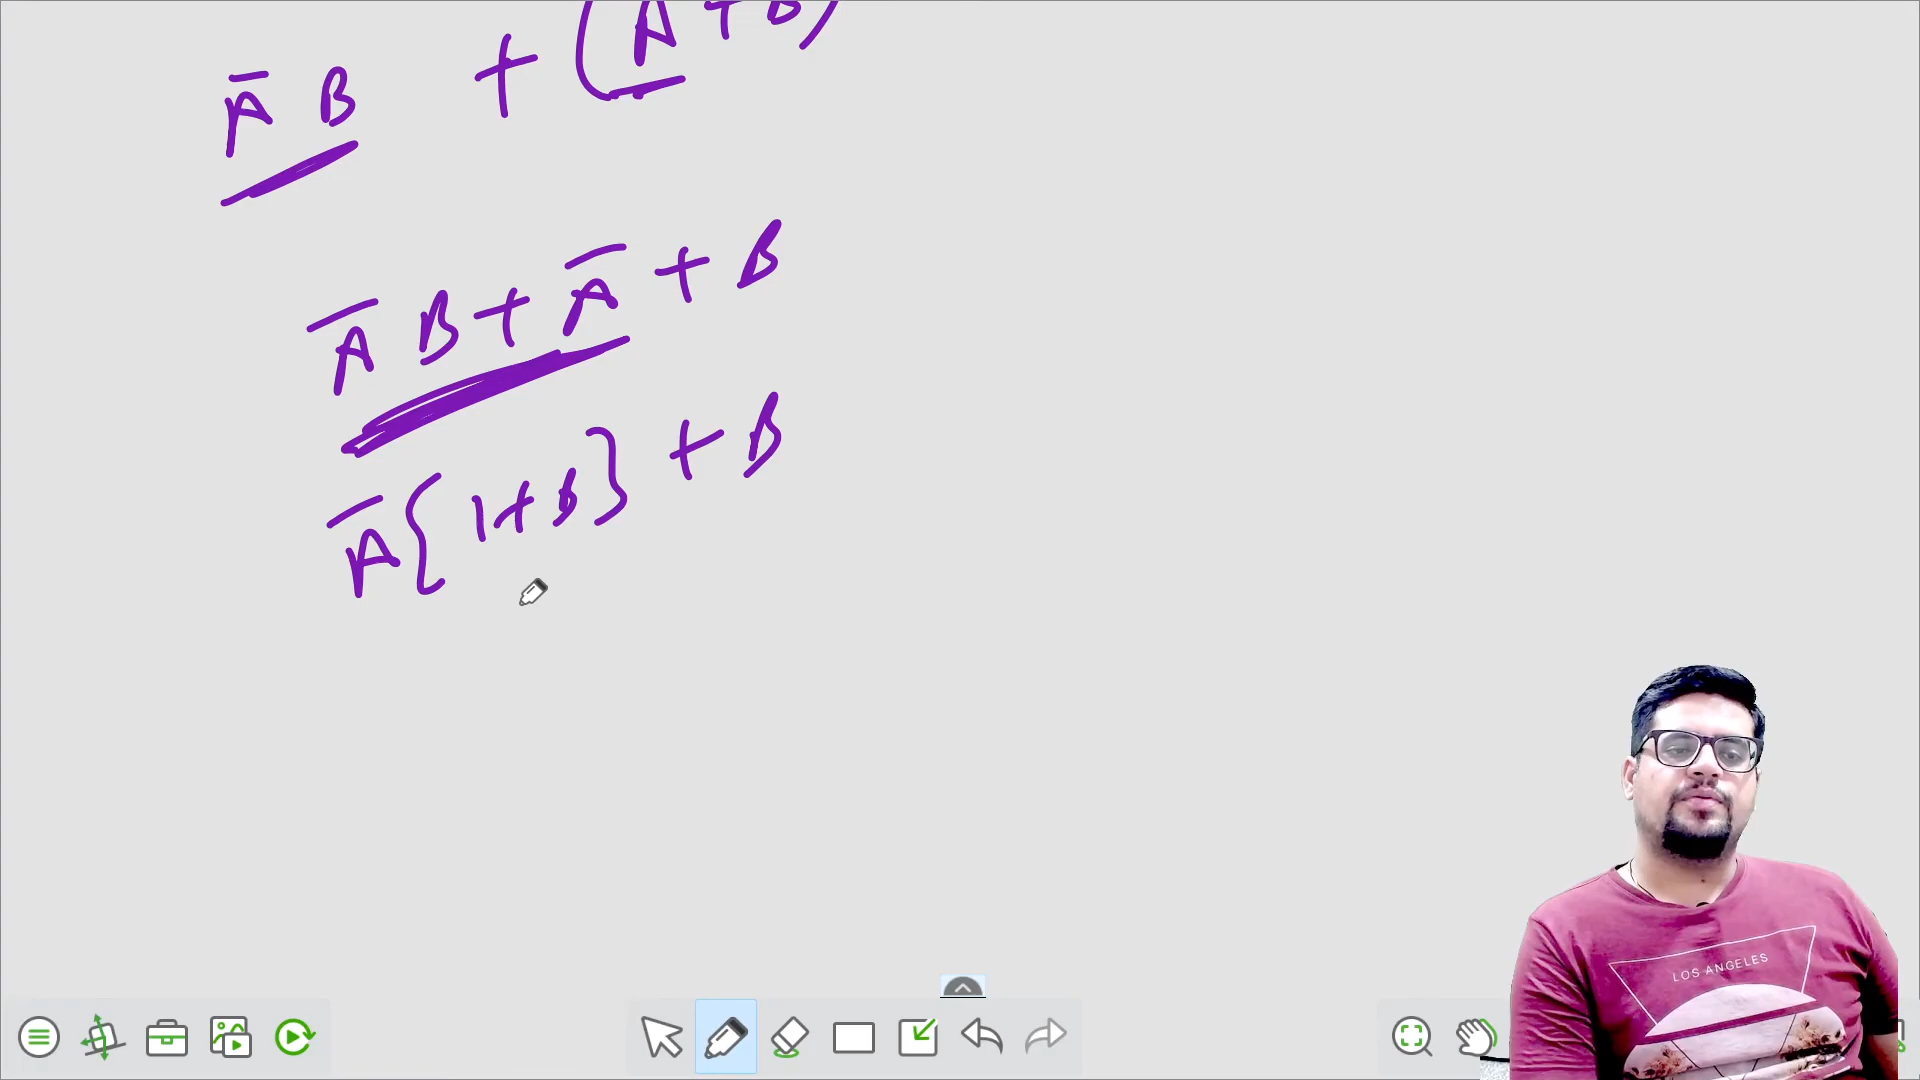 A̅ B + (A̅ + B)
A̅ B + A̅ + B
A̅ { 1 + B } + B
LOS ANGELES